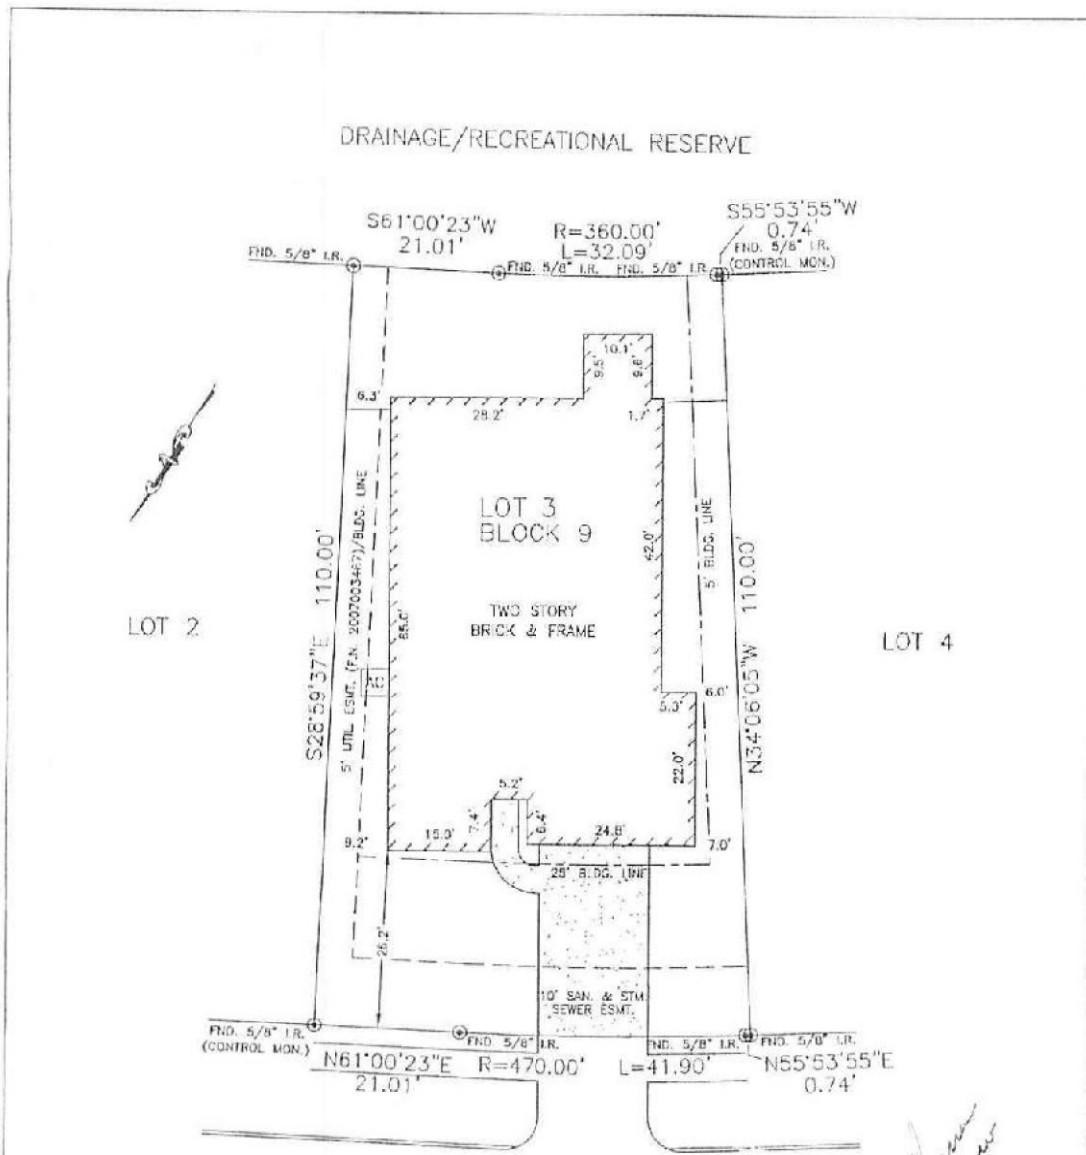 DRAINAGE/RECREATIONAL RESERVE
S61°00'23"W
21.01'
R=360.00'
L=32.09'
S55°53'55"W
0.74'
FND. 5/8" I.R.
(CONTROL MON.)
FND. 5/8" I.R.
FND. 5/8" I.R.
FND. 5/8" I.R.
10.1'
9.5'
9.6'
6.3'
28.2'
1.7'
LOT 3
BLOCK 9
42.0'
5' BLDG. LINE
S28°59'37"E 110.00'
5' UTIL ESMT. (F.N. 2007003467)/BLDG. LINE
65.0'
TWO STORY
BRICK & FRAME
N34°06'05"W 110.00'
LOT 2
LOT 4
6.0'
5.3'
22.0'
5.2'
7.4'
6.4'
9.2'
15.0'
24.8'
7.0'
25' BLDG. LINE
26.2'
10' SAN. & STM.
SEWER ESMT.
FND. 5/8" I.R.
(CONTROL MON.)
FND. 5/8" I.R.
FND. 5/8" I.R.
FND. 5/8" I.R.
N61°00'23"E
21.01'
R=470.00'
L=41.90'
N55°53'55"E
0.74'